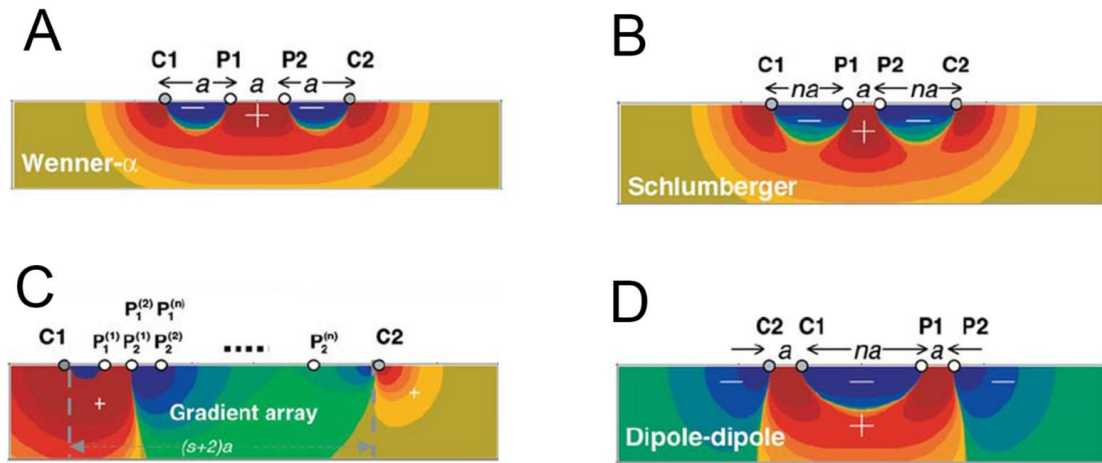 A
C1 P1 P2 C2
a a a
− + −
Wenner-α
B
C1 P1 P2 C2
na a na
− + −
Schlumberger
C
P₁⁽²⁾ P₁⁽ⁿ⁾
C1 P₁⁽¹⁾ P₂⁽¹⁾ P₂⁽²⁾ ..... P₂⁽ⁿ⁾ C2
+ +
Gradient array
(s+2)a
D
C2 C1 P1 P2
a na a
− − −
+
Dipole-dipole